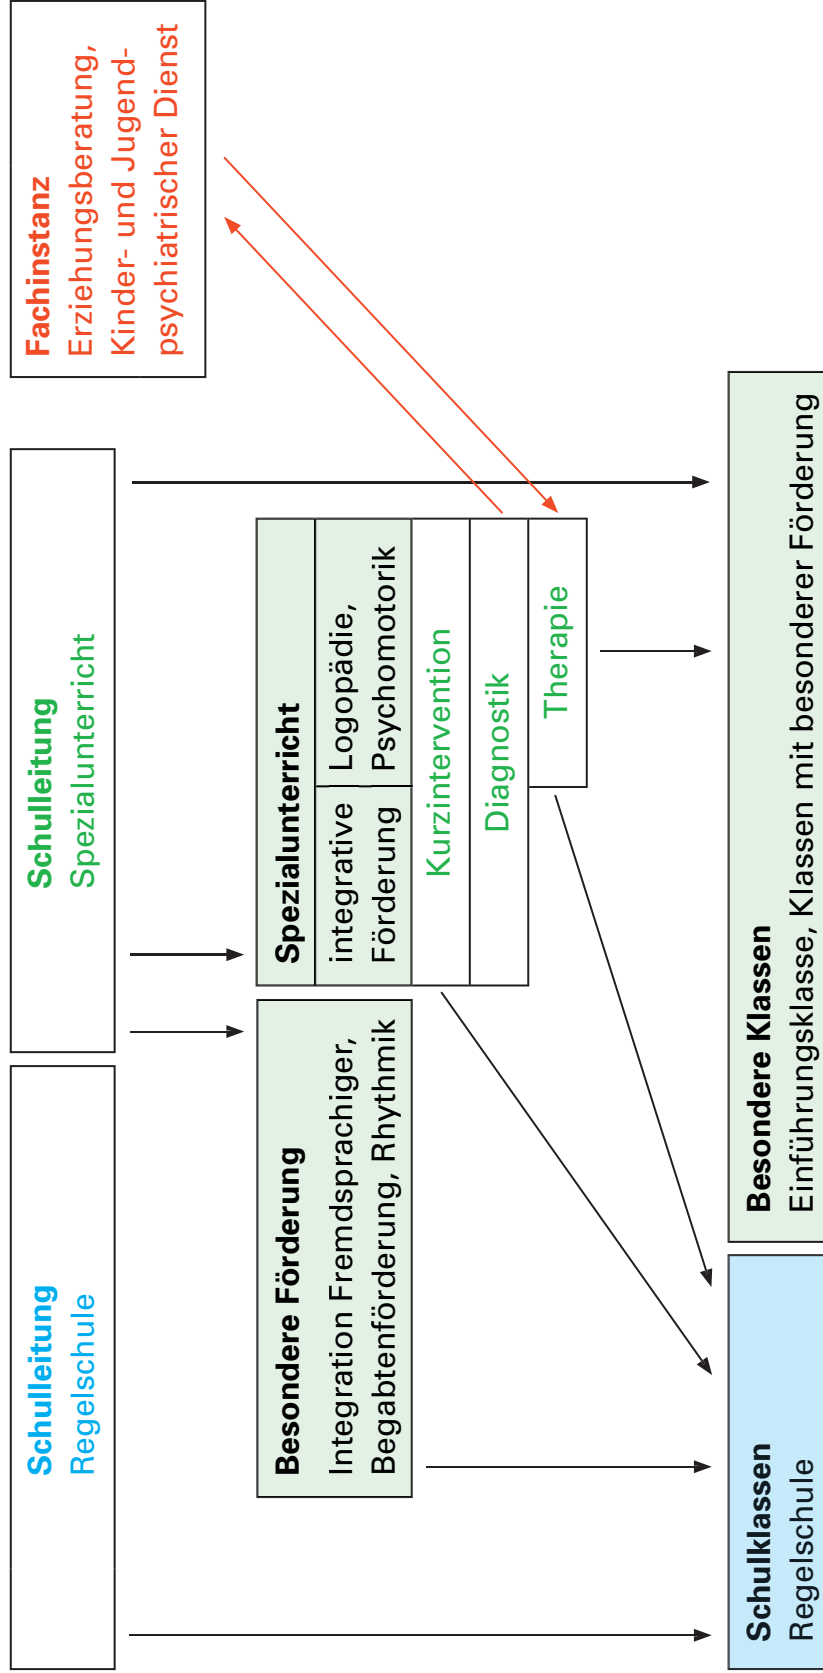 Schulleitung
Regelschule
Schulleitung
Spezialunterricht
Fachinstanz
Erziehungsberatung,
Kinder- und Jugend-
psychiatrischer Dienst
Besondere Förderung
Integration Fremdsprachiger,
Begabtenförderung, Rhythmik
Spezialunterricht
integrative
Förderung
Logopädie,
Psychomotorik
Kurzintervention
Diagnostik
Therapie
Schulklassen
Regelschule
Besondere Klassen
Einführungsklasse, Klassen mit besonderer Förderung